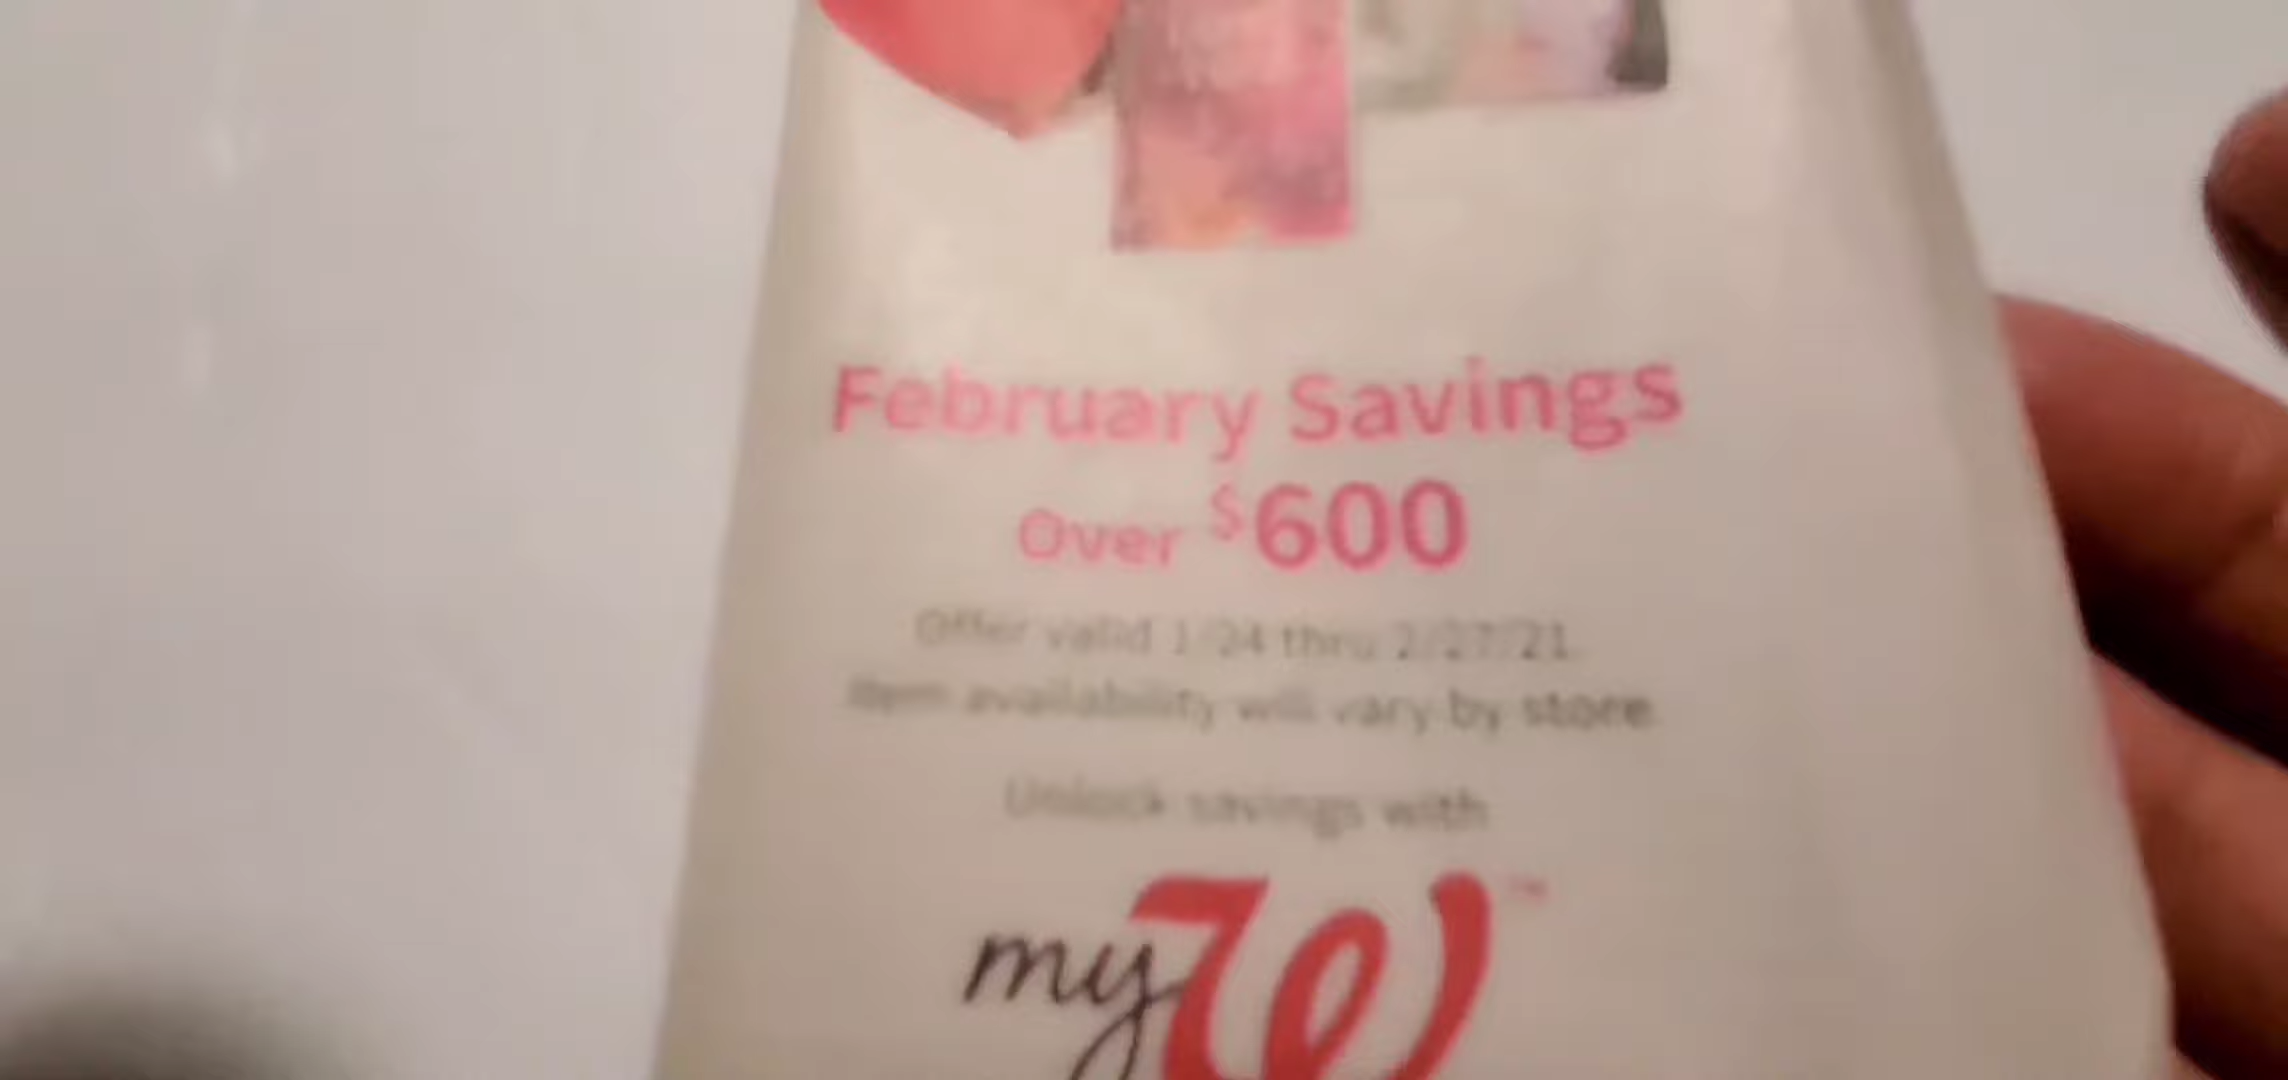 February Savings
Over $600
Offer valid 1/24 thru 2/27/21.
Item availability will vary by store.
Unlock savings with
myW™